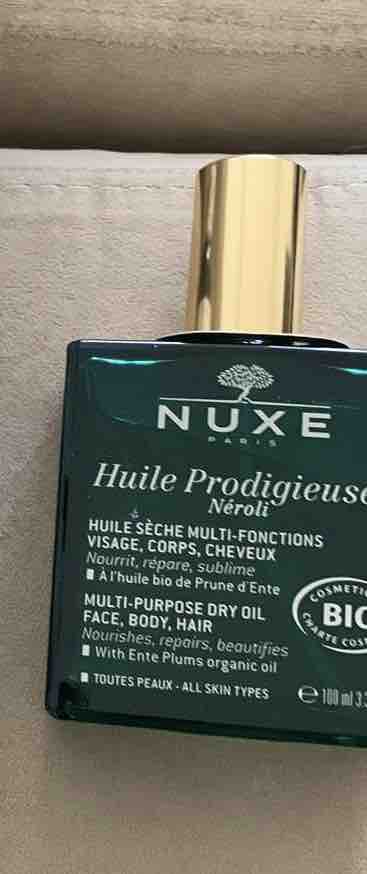 NUXE
PARIS
Huile Prodigieuse
Néroli
HUILE SÈCHE MULTI-FONCTIONS
VISAGE, CORPS, CHEVEUX
Nourrit, répare, sublime
À l'huile bio de Prune d'Ente
MULTI-PURPOSE DRY OIL
FACE, BODY, HAIR
Nourishes, repairs, beautifies
With Ente Plums organic oil
TOUTES PEAUX - ALL SKIN TYPES
BIO
CHARTE
℮ 100 ml